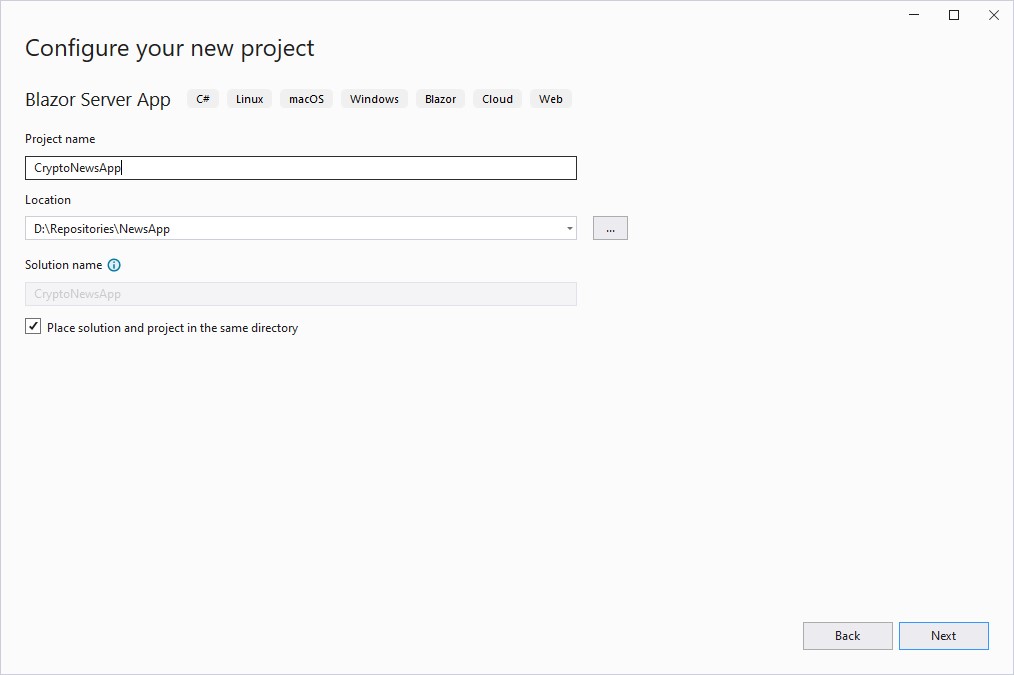 Configure your new project
Blazor Server App C# Linux macOS Windows Blazor Cloud Web
Project name
CryptoNewsApp
Location
D:\Repositories\NewsApp
...
Solution name
CryptoNewsApp
Place solution and project in the same directory
Back Next